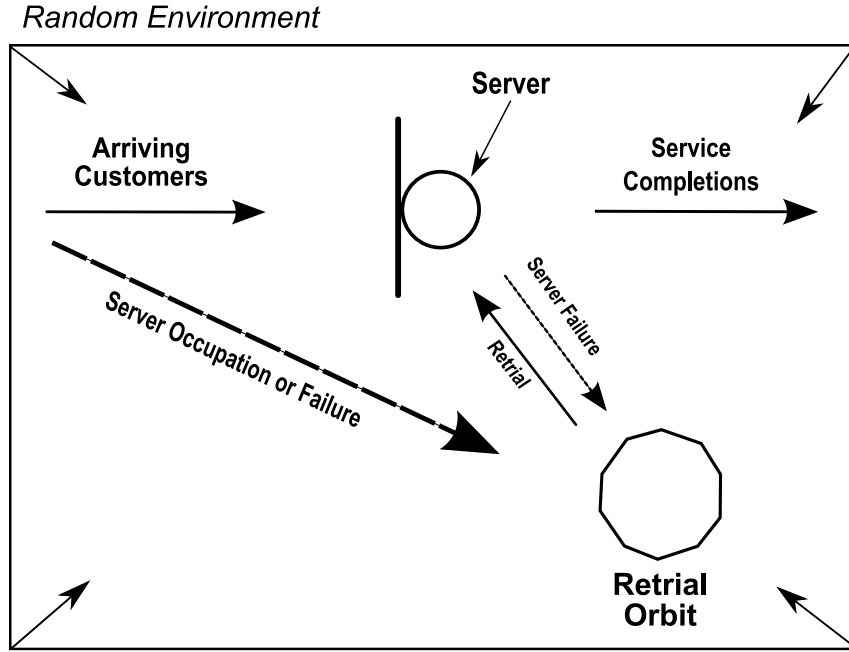 Random Environment
Server
Arriving
Customers
Service
Completions
Server Failure
Retrial
Server Occupation or Failure
Retrial
Orbit